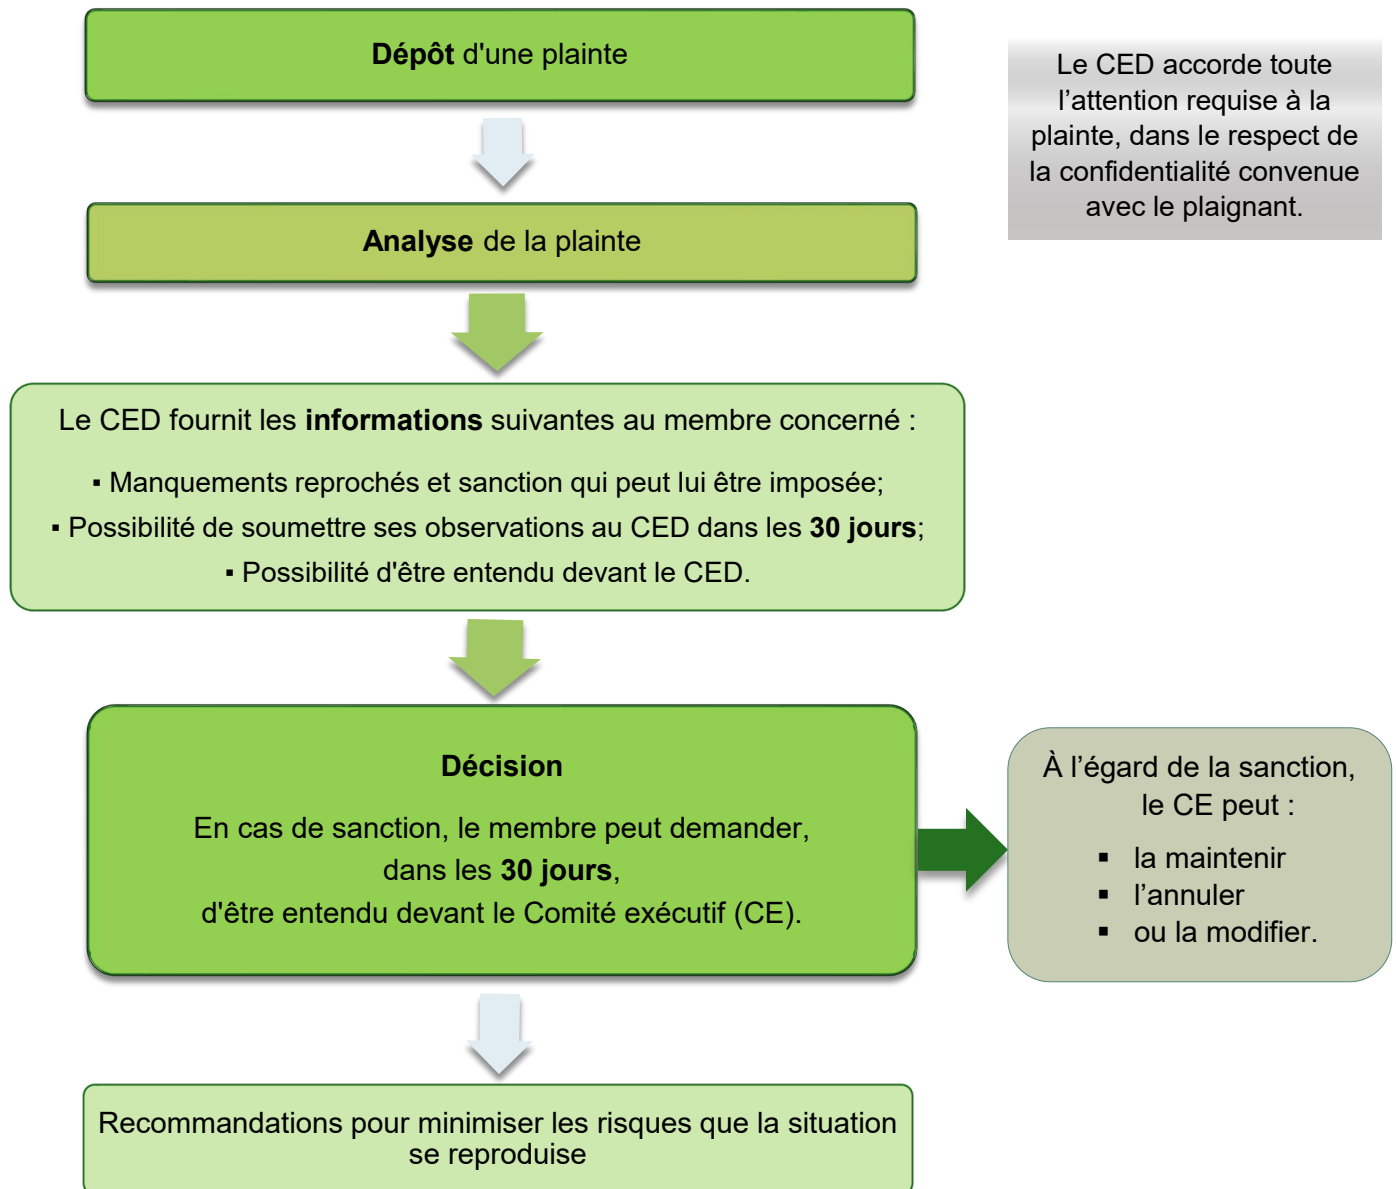 Dépôt d'une plainte
Le CED accorde toute
l’attention requise à la
plainte, dans le respect de
la confidentialité convenue
avec le plaignant.
Analyse de la plainte
Le CED fournit les informations suivantes au membre concerné :
▪ Manquements reprochés et sanction qui peut lui être imposée;
▪ Possibilité de soumettre ses observations au CED dans les 30 jours;
▪ Possibilité d'être entendu devant le CED.
Décision
En cas de sanction, le membre peut demander,
dans les 30 jours,
d'être entendu devant le Comité exécutif (CE).
À l’égard de la sanction,
le CE peut :
▪ la maintenir
▪ l’annuler
▪ ou la modifier.
Recommandations pour minimiser les risques que la situation
se reproduise